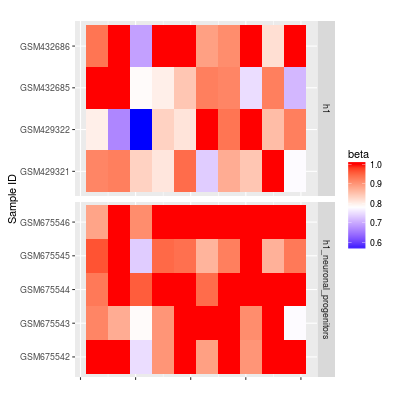 Sample ID
GSM432686
GSM432685
GSM429322
GSM429321
h1
GSM675546
GSM675545
GSM675544
GSM675543
GSM675542
h1_neuronal_progenitors
beta
1.0
0.9
0.8
0.7
0.6